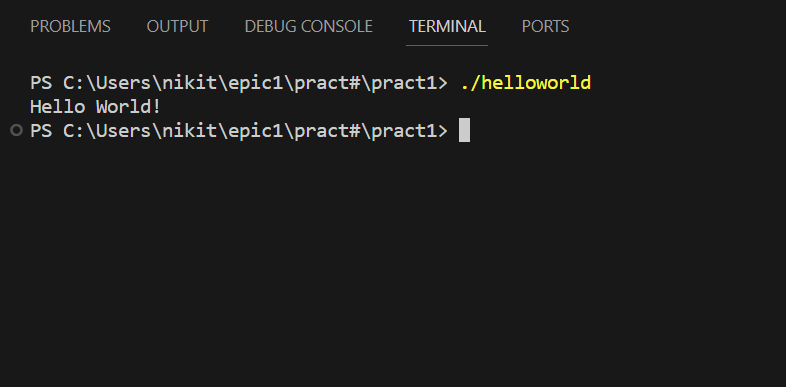 PROBLEMS OUTPUT DEBUG CONSOLE TERMINAL PORTS
PS C:\Users\nikit\epic1\pract#\pract1> ./helloworld
Hello World!
PS C:\Users\nikit\epic1\pract#\pract1>